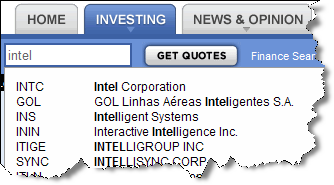 HOME INVESTING NEWS & OPINION
intel GET QUOTES Finance Sear
INTC Intel Corporation
GOL GOL Linhas Aéreas Inteligentes S.A.
INS Intelligent Systems
ININ Interactive Intelligence Inc.
ITIGE INTELLIGROUP INC
SYNC INTELLISYNC CORP